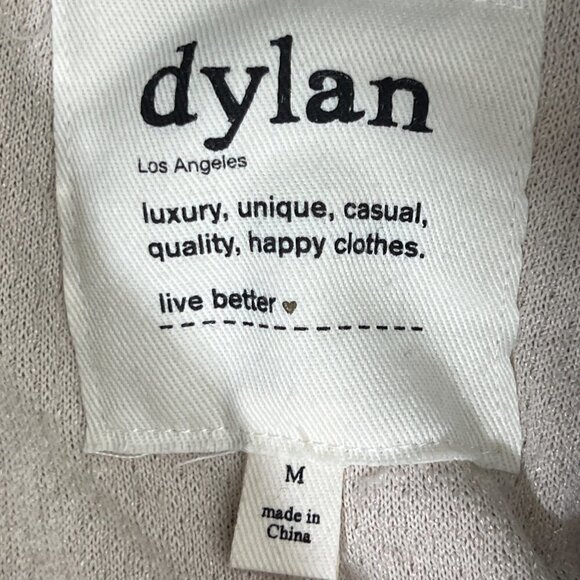 dylan
Los Angeles
luxury, unique, casual,
quality, happy clothes.
live better
M
made in
China